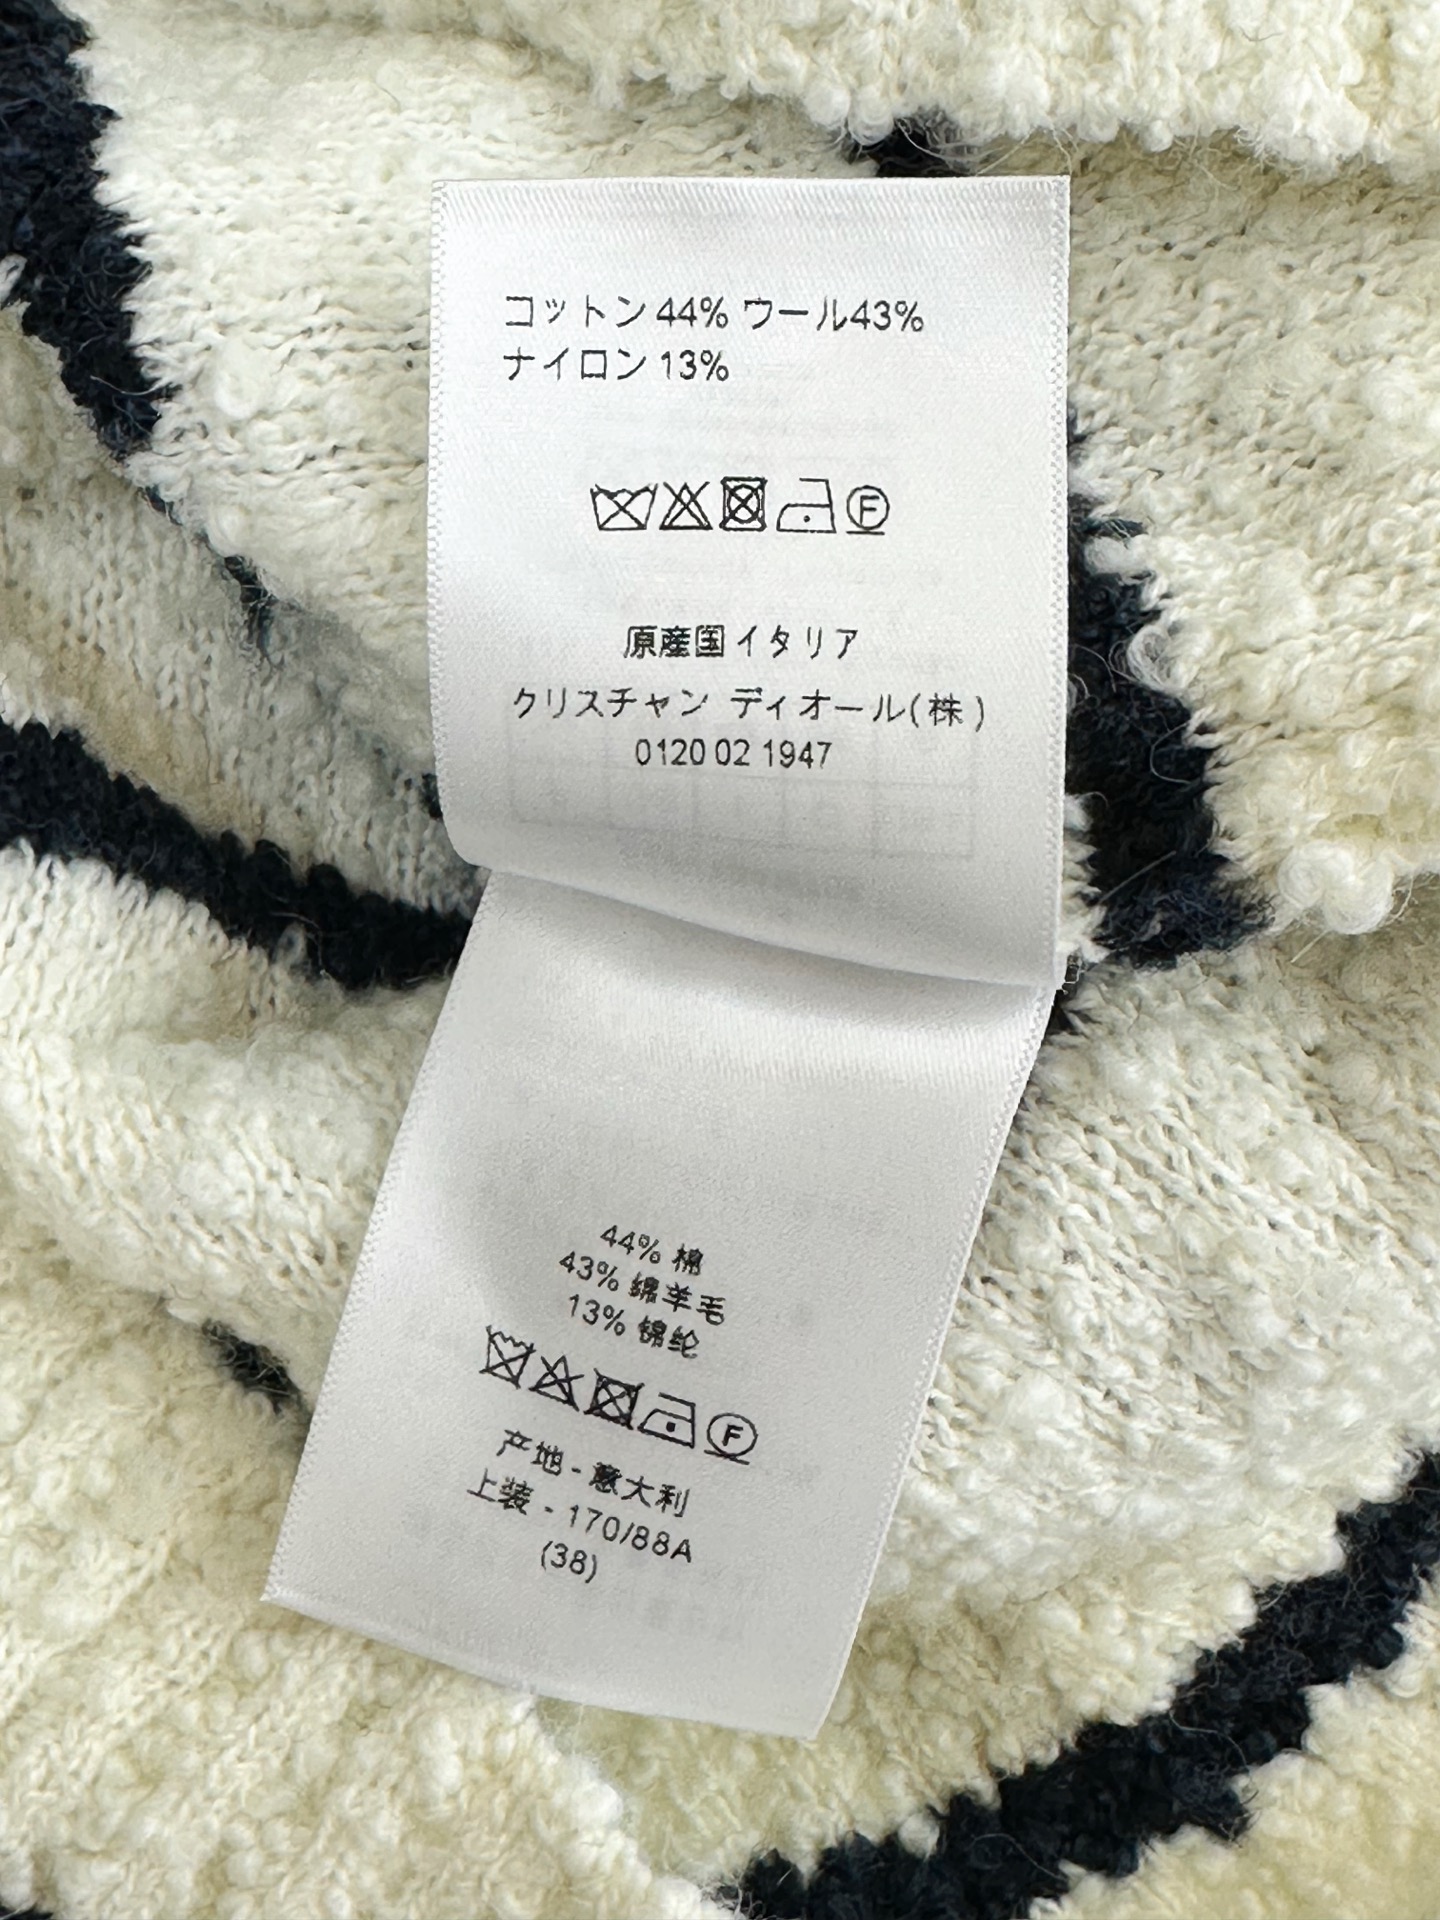 コットン 44% ウール43%
ナイロン 13%
F
原産国イタリア
クリスチャン ディオール(株)
0120 02 1947
44% 棉
43% 绵羊毛
13% 锦纶
F
产地 - 意大利
上装 - 170/88A
(38)